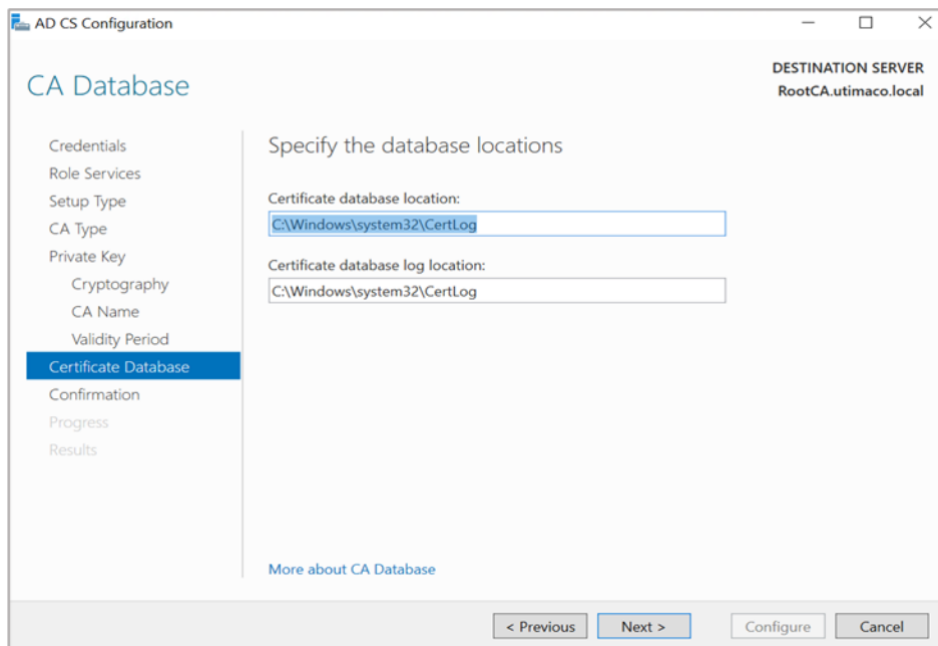 AD CS Configuration
CA Database
DESTINATION SERVER
RootCA.utimaco.local
Credentials
Role Services
Setup Type
CA Type
Private Key
Cryptography
CA Name
Validity Period
Certificate Database
Confirmation
Progress
Results
Specify the database locations
Certificate database location:
C:\Windows\system32\CertLog
Certificate database log location:
C:\Windows\system32\CertLog
More about CA Database
< Previous
Next >
Configure
Cancel